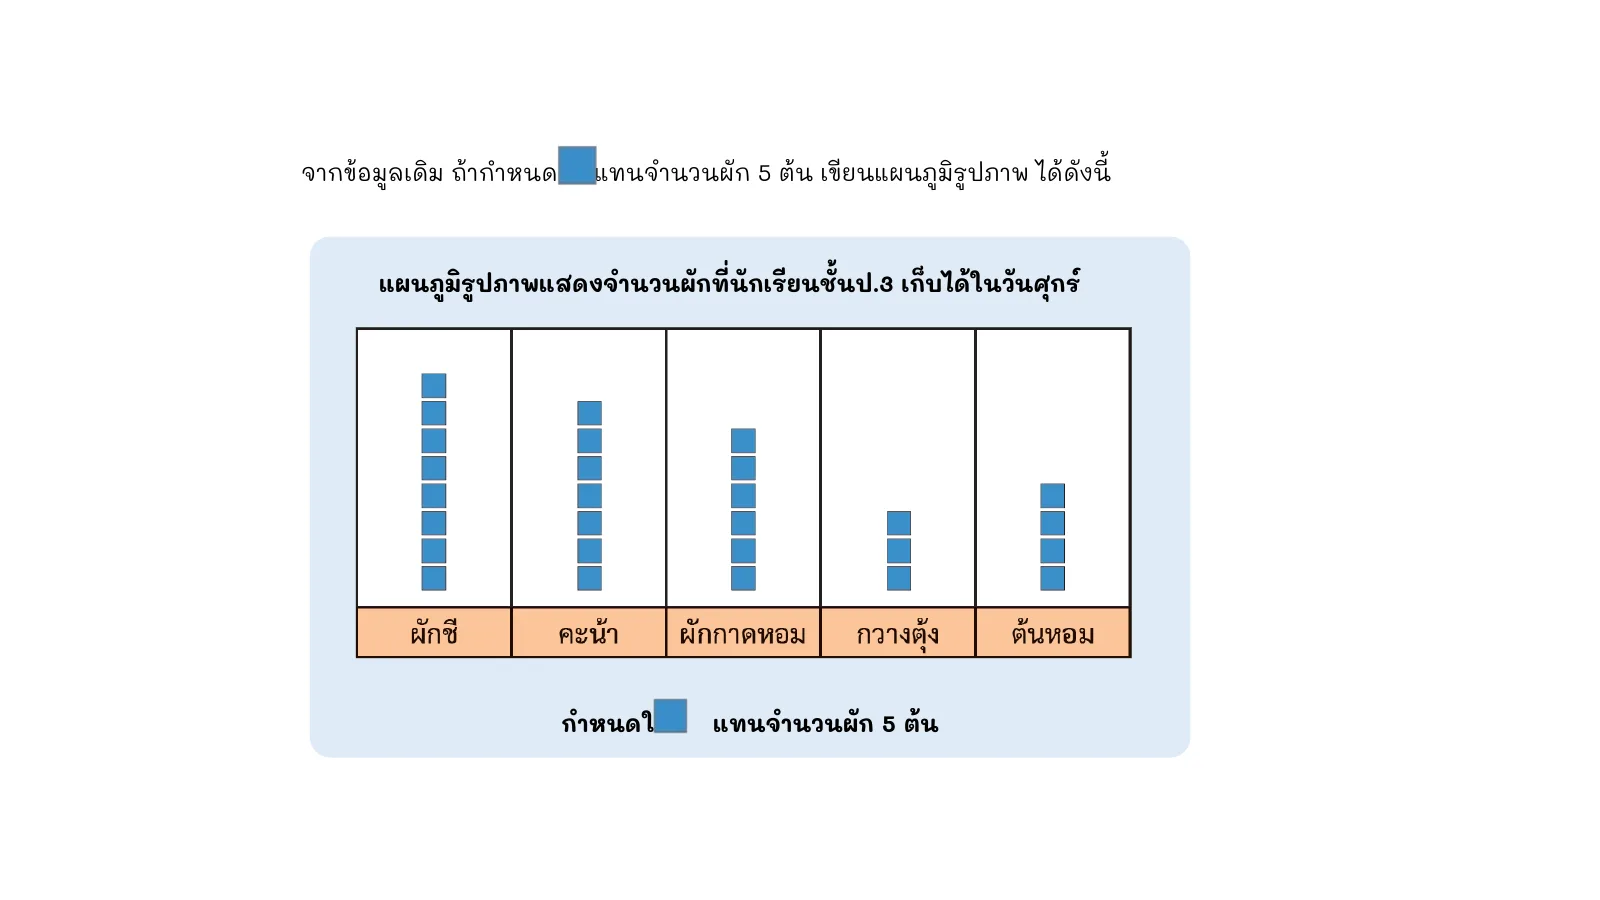 จากข้อมูลเดิม ถ้ากำหนด แทนจำนวนผัก 5 ต้น เขียนแผนภูมิรูปภาพ ได้ดังนี้
แผนภูมิรูปภาพแสดงจำนวนผักที่นักเรียนชั้นป.3 เก็บได้ในวันศุกร์
ผักชี คะน้า ผักกาดหอม กวางตุ้ง ต้นหอม
กำหนดใ แทนจำนวนผัก 5 ต้น